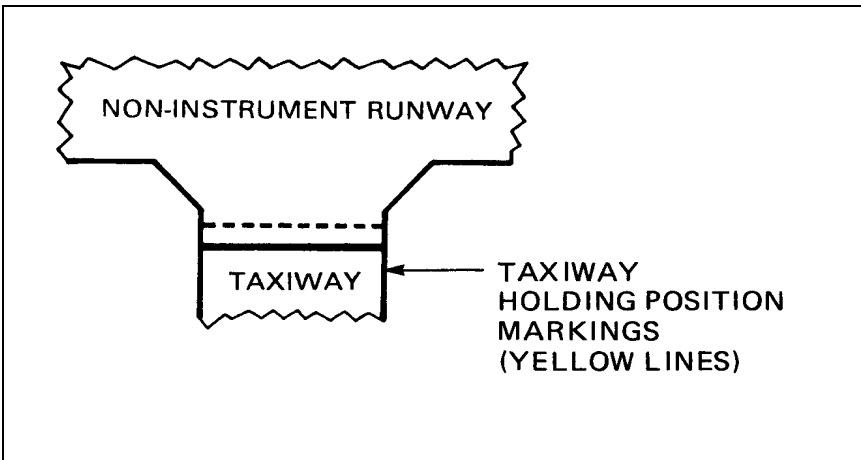 NON-INSTRUMENT RUNWAY
TAXIWAY
TAXIWAY
HOLDING POSITION
MARKINGS
(YELLOW LINES)